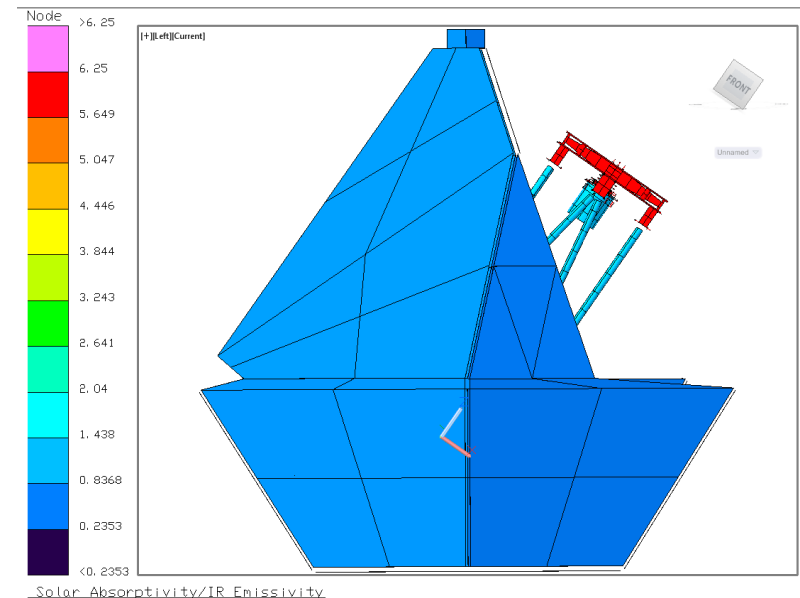 Node
>6.25
[+][Left][Current]
6.25
FRONT
5.649
Unnamed
5.047
4.446
3.844
3.243
2.641
2.04
1.438
0.8368
0.2353
<0.2353
Solar Absorptivity/IR Emissivity